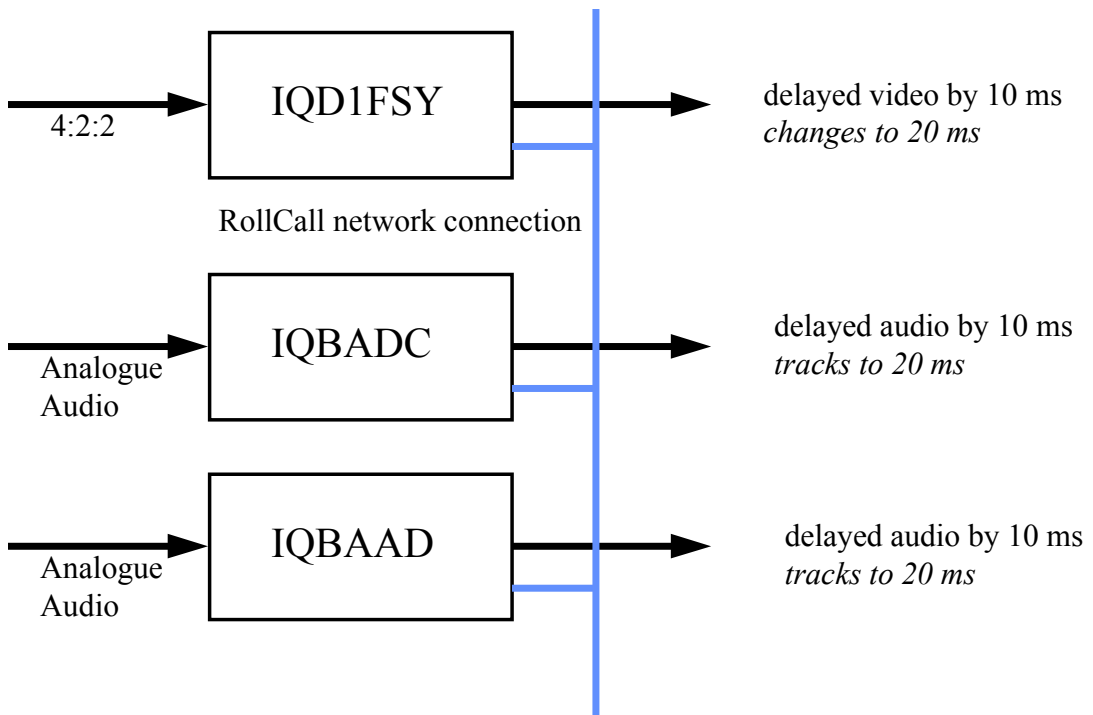 IQD1FSY
4:2:2
delayed video by 10 ms
changes to 20 ms
RollCall network connection
IQBADC
Analogue
Audio
delayed audio by 10 ms
tracks to 20 ms
IQBAAD
Analogue
Audio
delayed audio by 10 ms
tracks to 20 ms